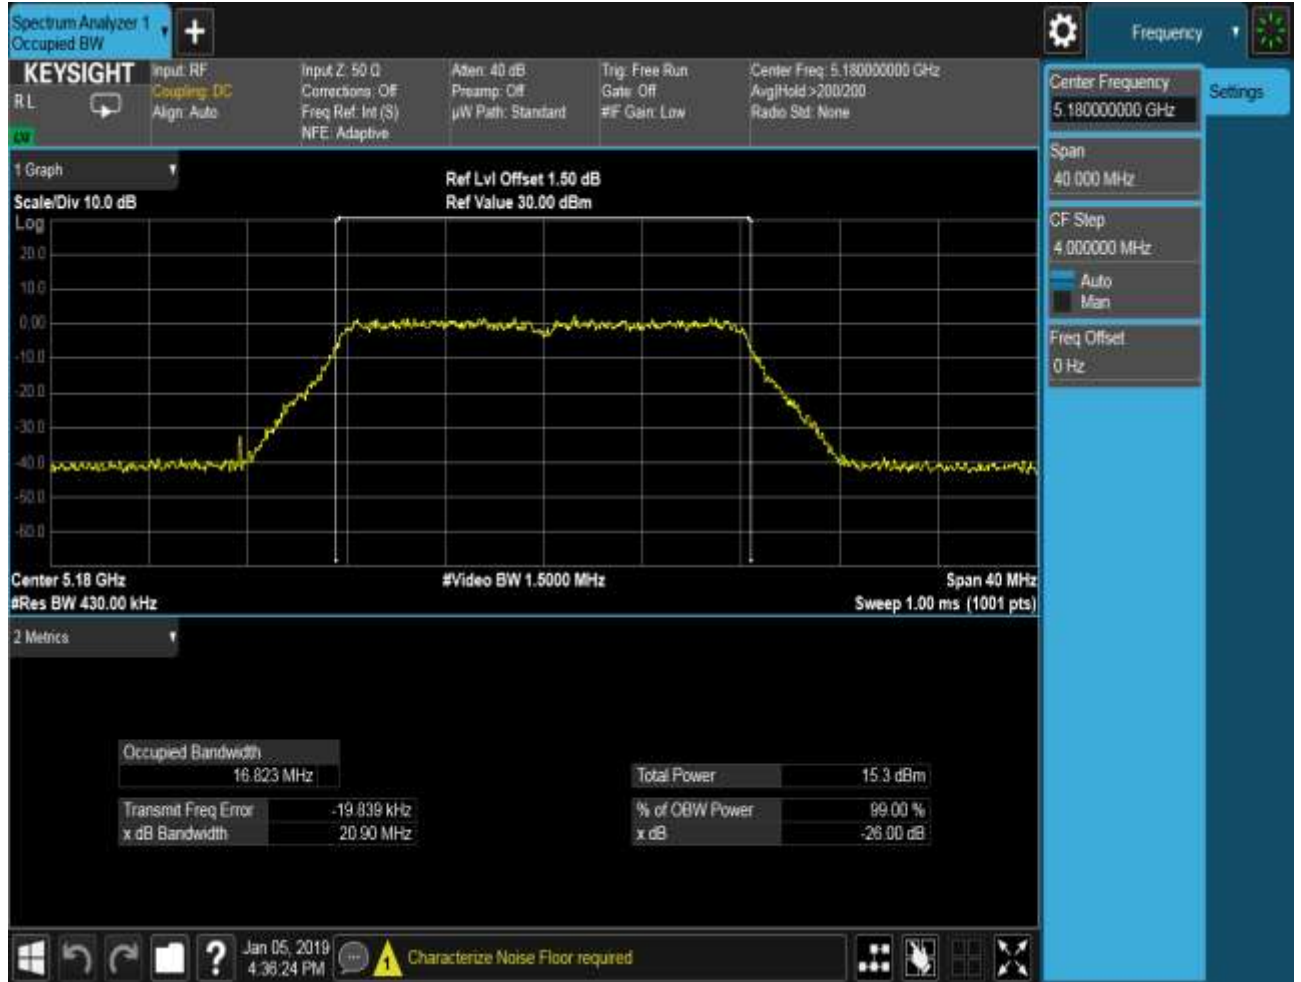 Spectrum Analyzer 1
Occupied BW
Frequency
KEYSIGHT
R L
Input: RF
Coupling: DC
Align: Auto
Input Z: 50 Ω
Corrections: Off
Freq Ref: Int (S)
NFE: Adaptive
Atten: 40 dB
Preamp: Off
µW Path: Standard
Trig: Free Run
Gate: Off
#IF Gain: Low
Center Freq: 5.180000000 GHz
Avg|Hold:>200/200
Radio Std: None
Center Frequency
5.180000000 GHz
Settings
Span
40.000 MHz
CF Step
4.000000 MHz
Auto
Man
Freq Offset
0 Hz
1 Graph
Scale/Div 10.0 dB
Ref Lvl Offset 1.50 dB
Ref Value 30.00 dBm
Log
20.0
10.0
0.00
-10.0
-20.0
-30.0
-40.0
-50.0
-60.0
Center 5.18 GHz
#Video BW 1.5000 MHz
Span 40 MHz
#Res BW 430.00 kHz
Sweep 1.00 ms (1001 pts)
2 Metrics
Occupied Bandwidth
16.823 MHz
Total Power 15.3 dBm
Transmit Freq Error -19.839 kHz
% of OBW Power 99.00 %
x dB Bandwidth 20.90 MHz
x dB -26.00 dB
?
Jan 05, 2019
4:36:24 PM
1
Characterize Noise Floor required